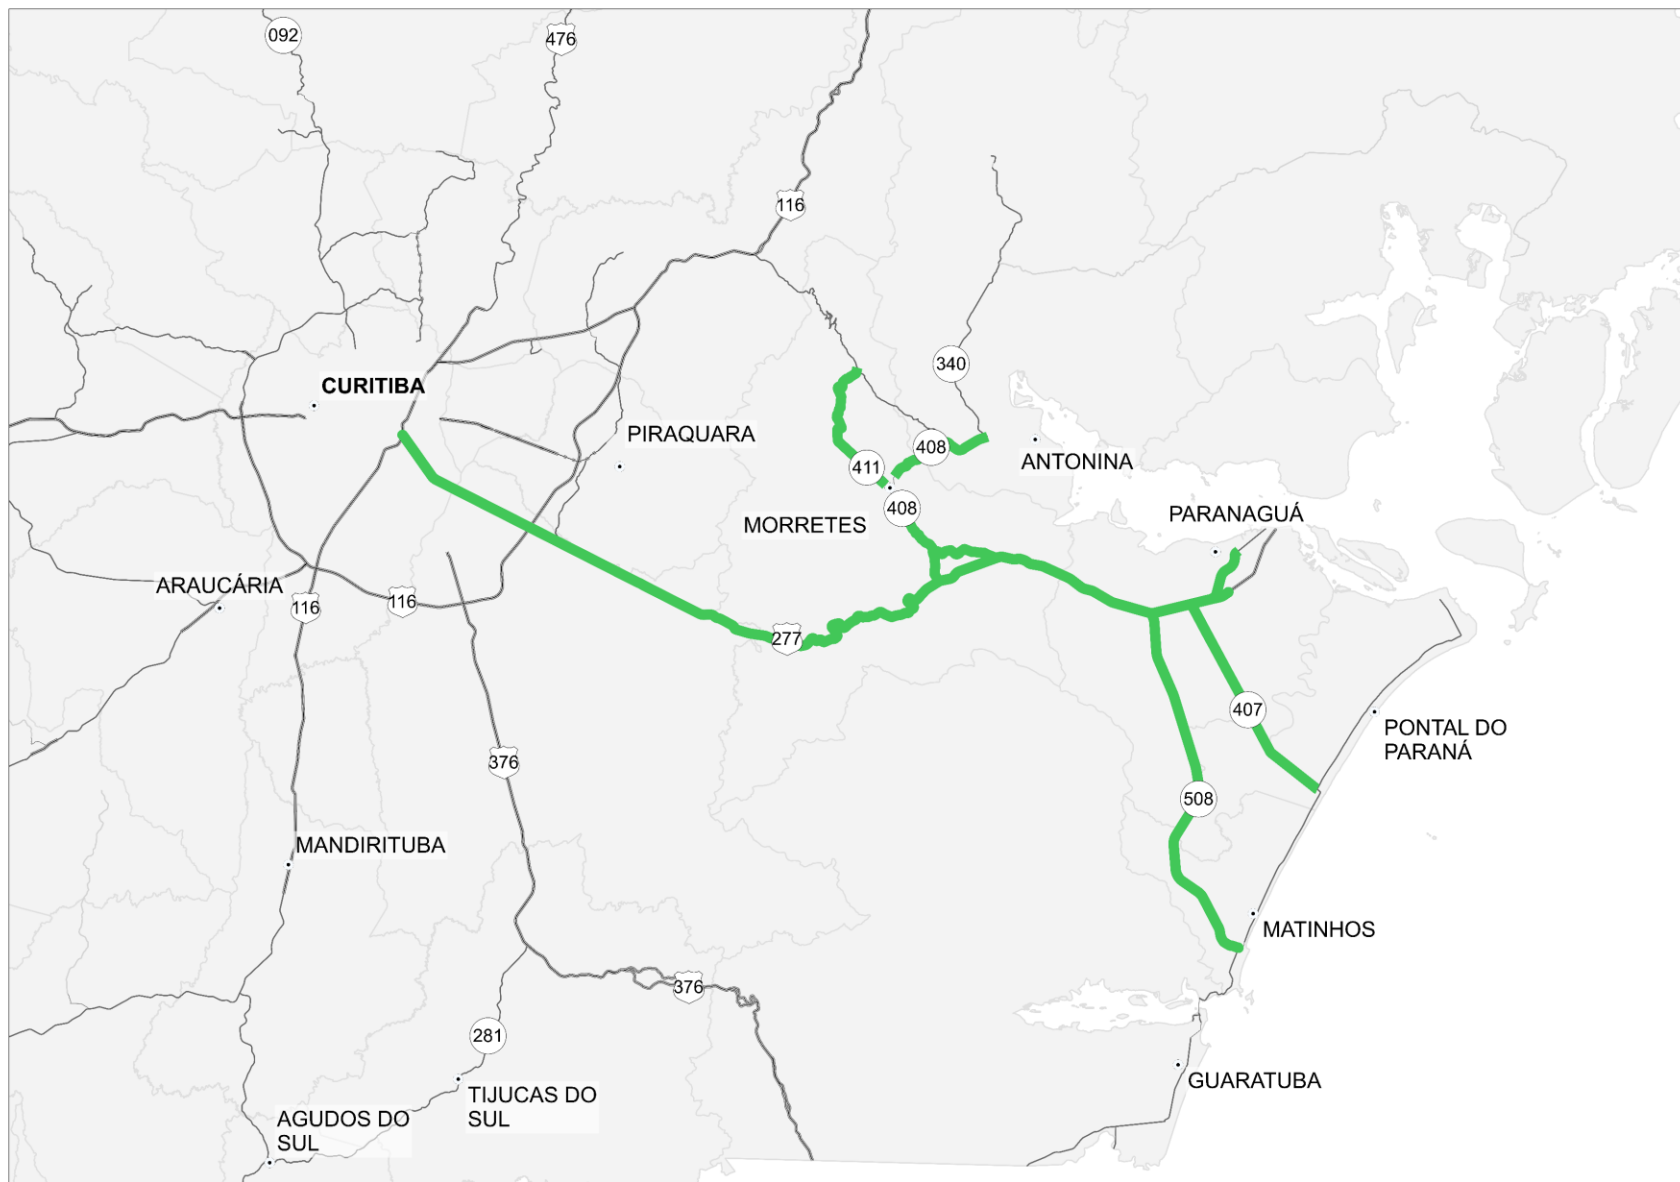 092
476
116
340
CURITIBA
PIRAQUARA
408
411
ANTONINA
408
PARANAGUÁ
MORRETES
ARAUCÁRIA
116
116
277
407
PONTAL DO
PARANÁ
376
508
MANDIRITUBA
MATINHOS
376
281
GUARATUBA
TIJUCAS DO
SUL
AGUDOS DO
SUL